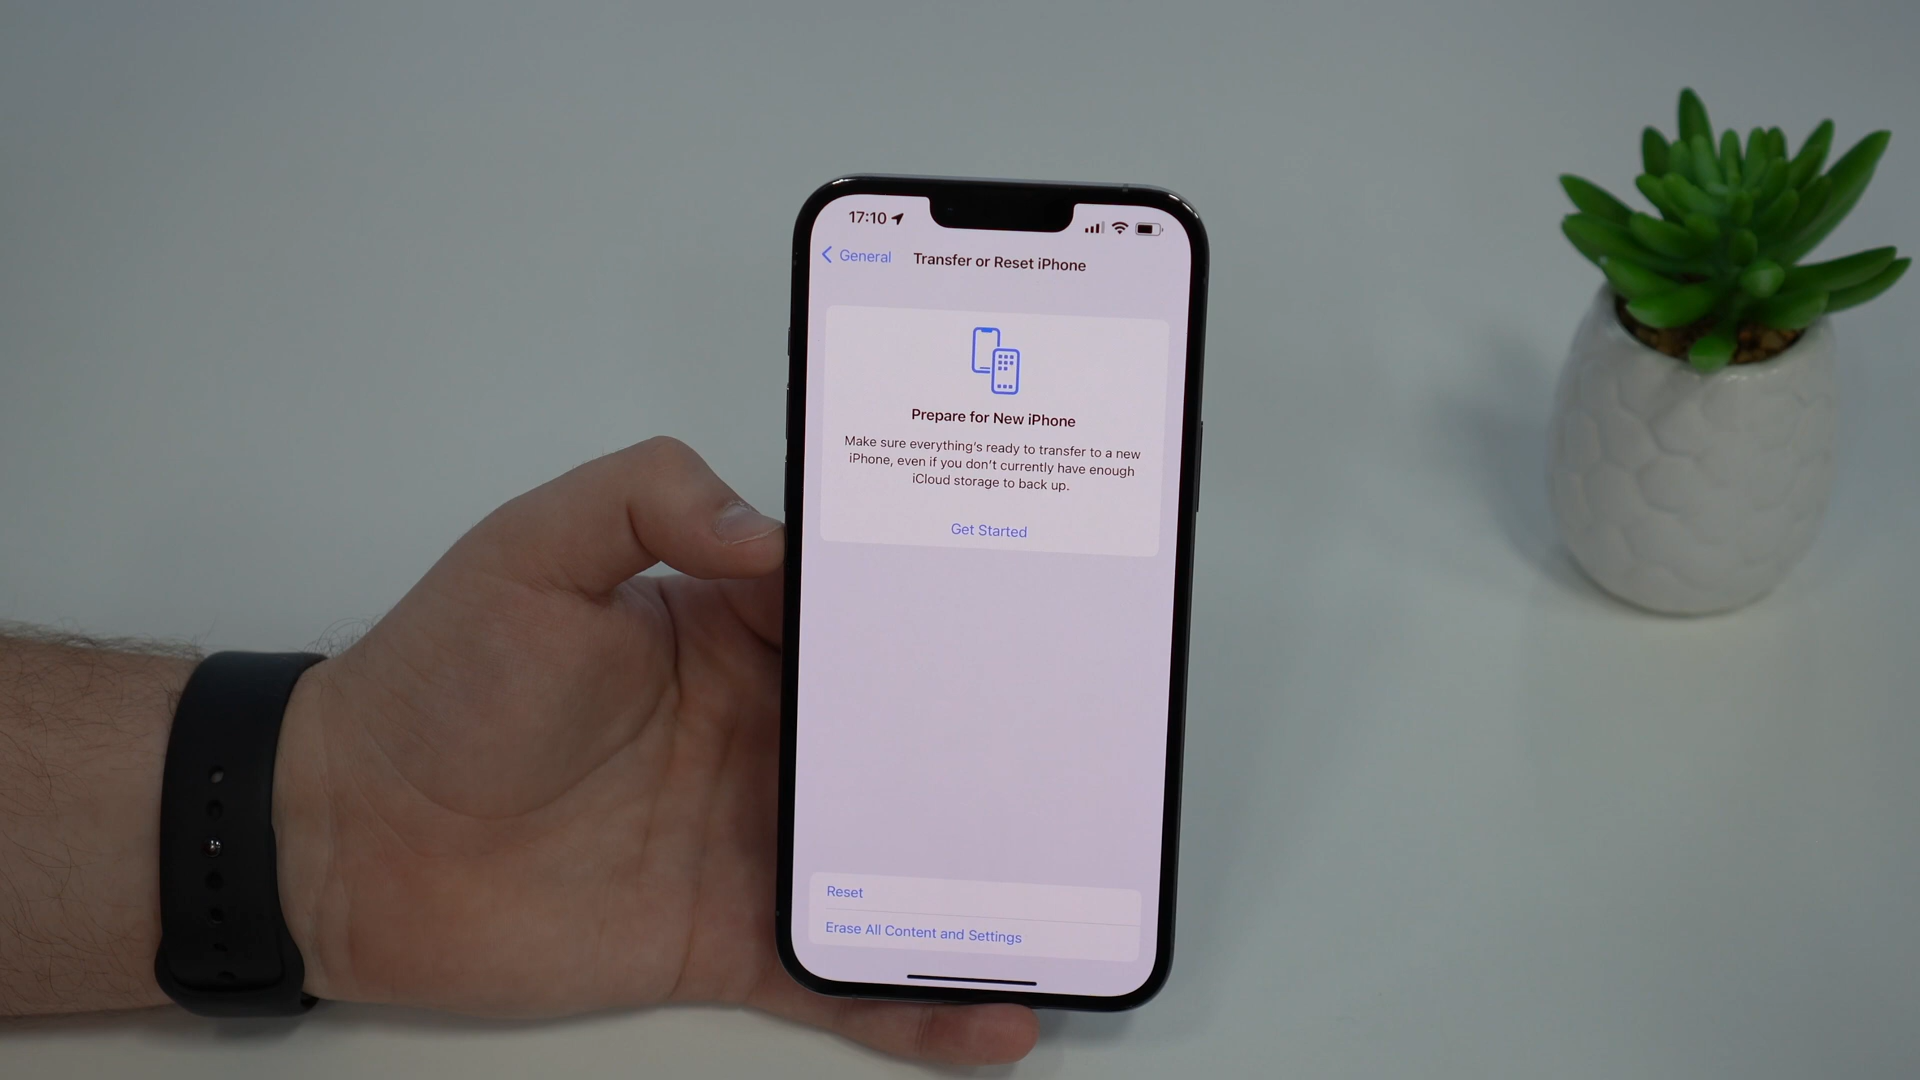 17:10
General
Transfer or Reset iPhone
Prepare for New iPhone
Make sure everything's ready to transfer to a new
iPhone, even if you don't currently have enough
iCloud storage to back up.
Get Started
Reset
Erase All Content and Settings